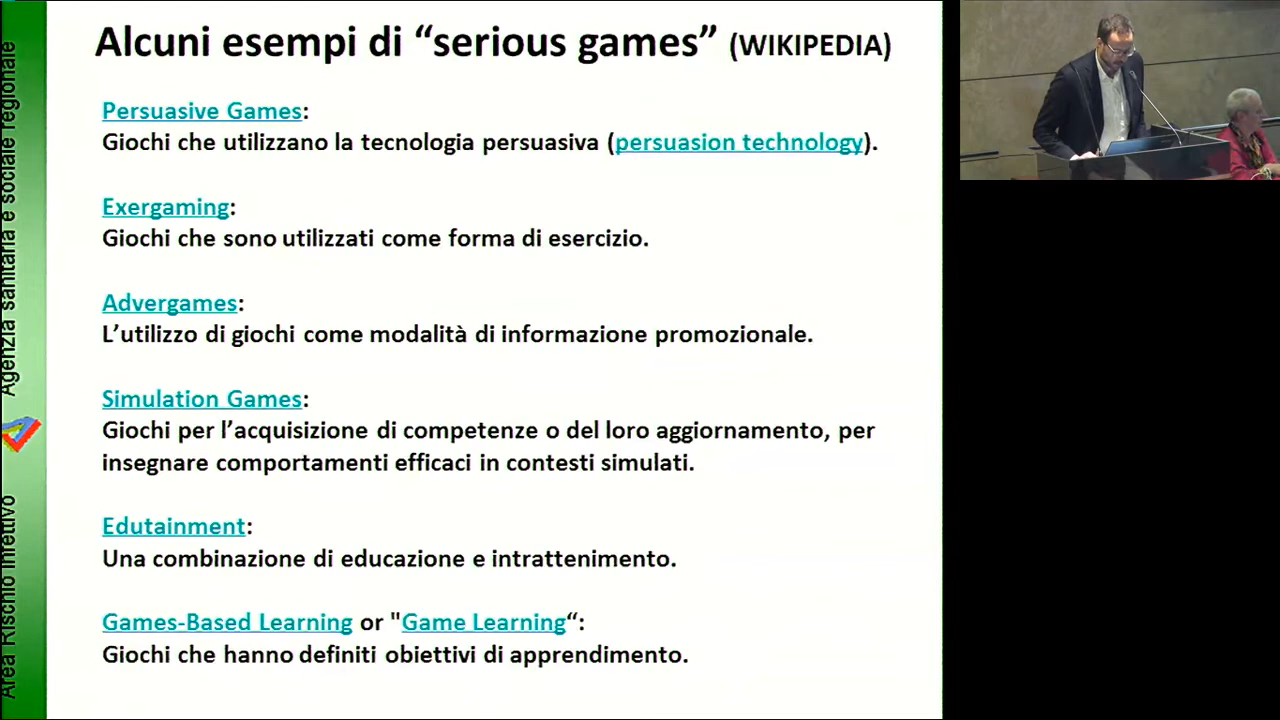 Alcuni esempi di “serious games” (WIKIPEDIA)
Persuasive Games:
Giochi che utilizzano la tecnologia persuasiva (persuasion technology).
Exergaming:
Giochi che sono utilizzati come forma di esercizio.
Advergames:
L’utilizzo di giochi come modalità di informazione promozionale.
Simulation Games:
Giochi per l’acquisizione di competenze o del loro aggiornamento, per
insegnare comportamenti efficaci in contesti simulati.
Edutainment:
Una combinazione di educazione e intrattenimento.
Games-Based Learning or "Game Learning“:
Giochi che hanno definiti obiettivi di apprendimento.
Agenzia sanitaria e sociale regionale
Area Rischio Infettivo